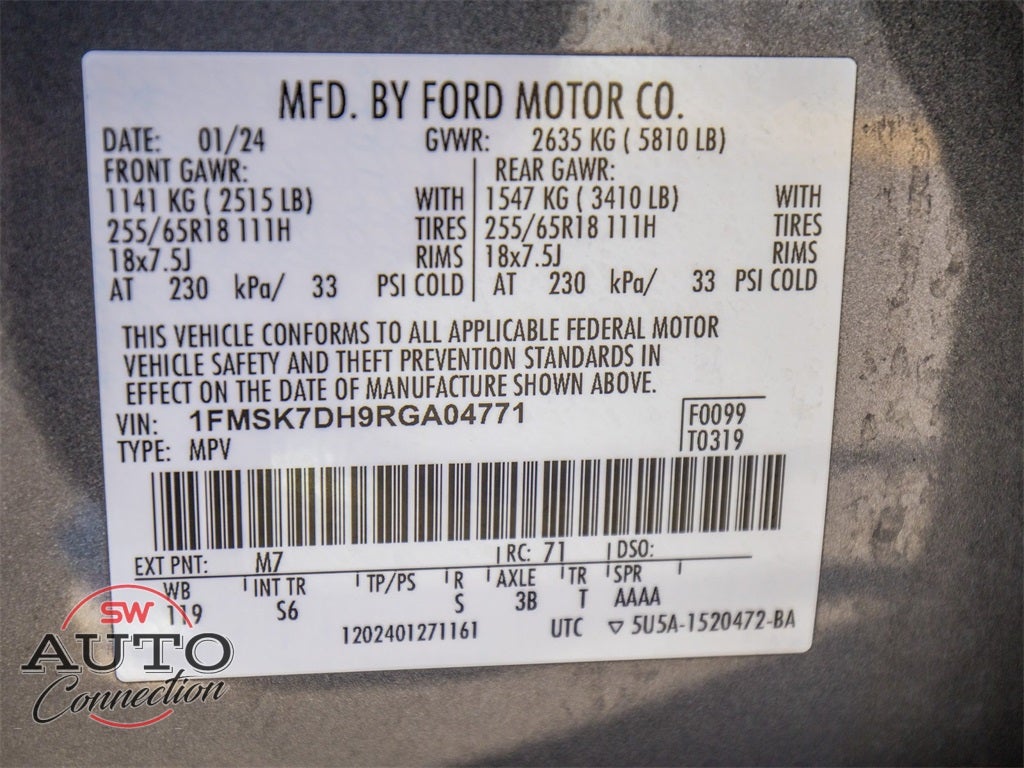 MFD. BY FORD MOTOR CO.
DATE: 01/24 GVWR: 2635 KG ( 5810 LB)
FRONT GAWR: REAR GAWR:
1141 KG ( 2515 LB) WITH 1547 KG ( 3410 LB) WITH
255/65R18 111H TIRES 255/65R18 111H TIRES
18x7.5J RIMS 18x7.5J RIMS
AT 230 kPa/ 33 PSI COLD AT 230 kPa/ 33 PSI COLD
THIS VEHICLE CONFORMS TO ALL APPLICABLE FEDERAL MOTOR
VEHICLE SAFETY AND THEFT PREVENTION STANDARDS IN
EFFECT ON THE DATE OF MANUFACTURE SHOWN ABOVE.
VIN: 1FMSK7DH9RGA04771 F0099
TYPE: MPV T0319
EXT PNT: M7 RC: 71 DSO:
WB INT TR TP/PS R AXLE TR SPR
119 S6 S 3B T AAAA
1202401271161 UTC ▽ 5U5A-1520472-BA
SW
AUTO
Connection